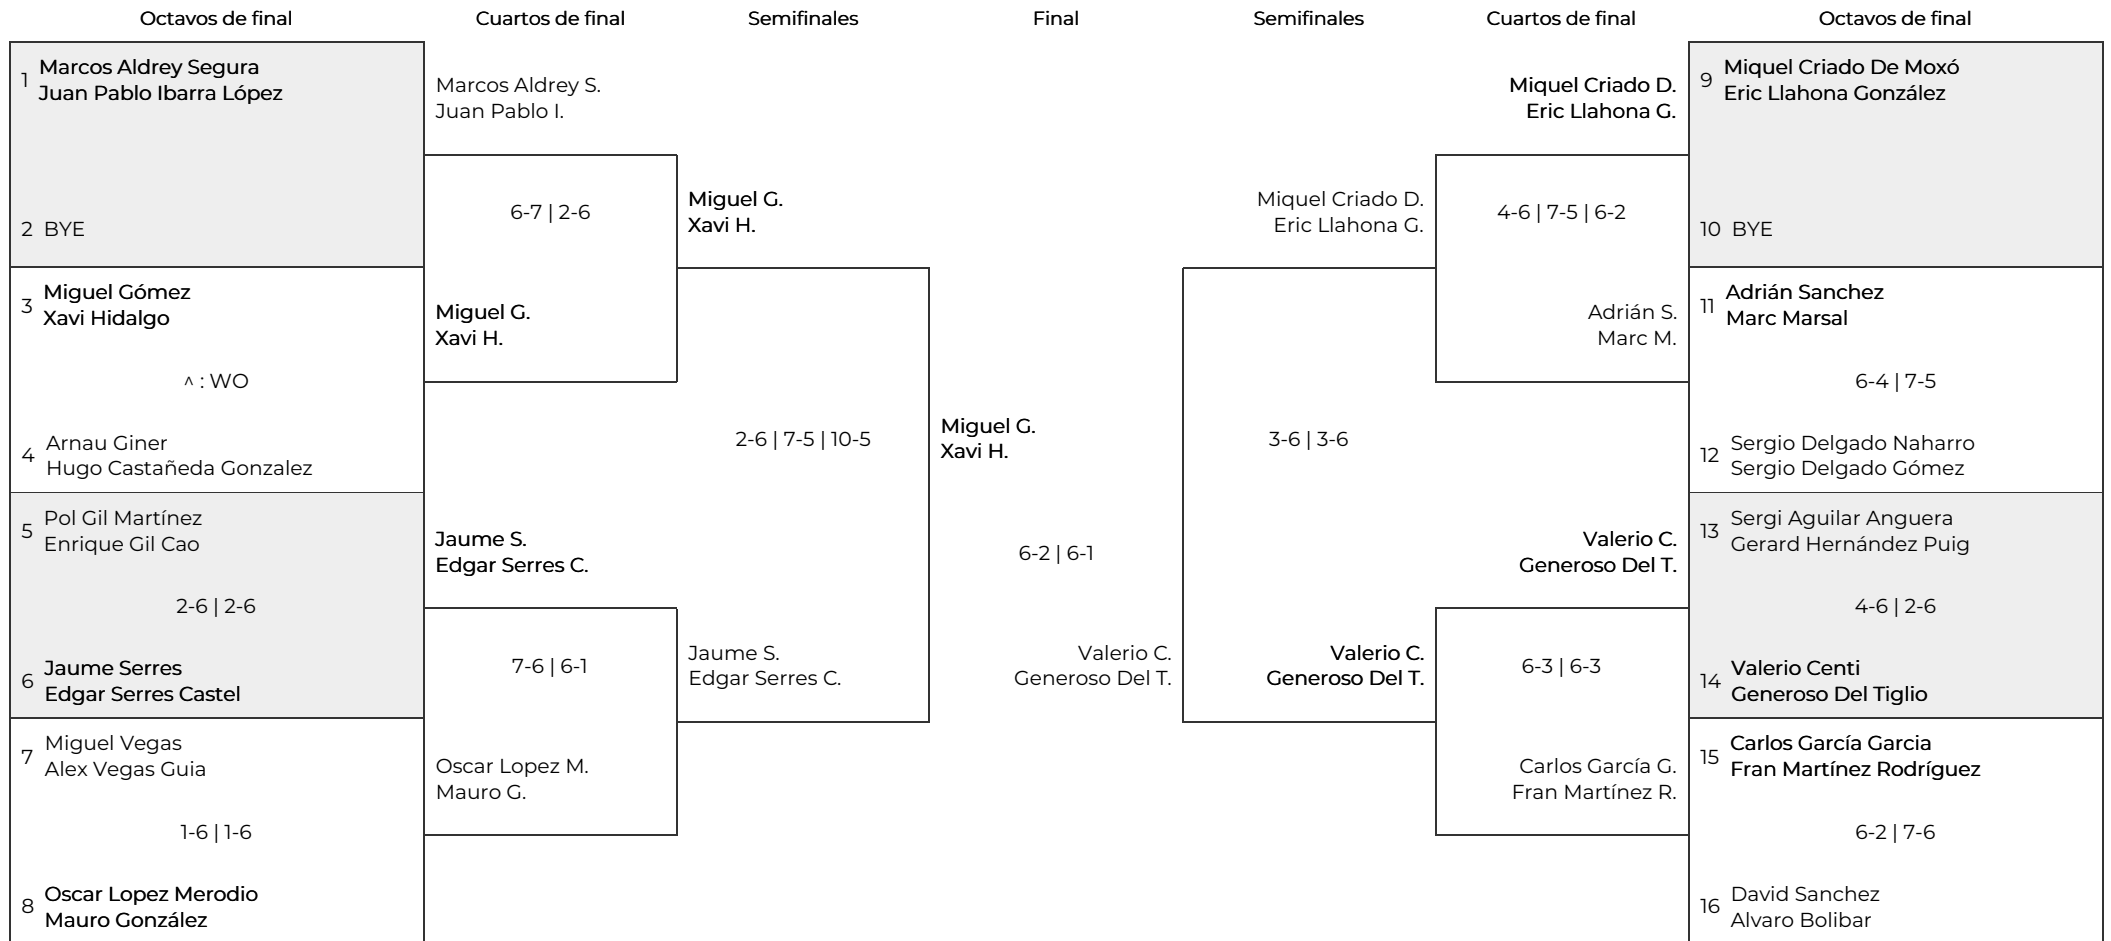 Octavos de final
Cuartos de final
Semifinales
Final
Semifinales
Cuartos de final
Octavos de final
1
Marcos Aldrey Segura
Juan Pablo Ibarra López
2 BYE
3
Miguel Gómez
Xavi Hidalgo
^ : WO
4
Arnau Giner
Hugo Castañeda Gonzalez
5
Pol Gil Martínez
Enrique Gil Cao
2-6 | 2-6
6
Jaume Serres
Edgar Serres Castel
7
Miguel Vegas
Alex Vegas Guia
1-6 | 1-6
8
Oscar Lopez Merodio
Mauro González
Marcos Aldrey S.
Juan Pablo I.
6-7 | 2-6
Miguel G.
Xavi H.
Jaume S.
Edgar Serres C.
7-6 | 6-1
Oscar Lopez M.
Mauro G.
Miguel G.
Xavi H.
2-6 | 7-5 | 10-5
Jaume S.
Edgar Serres C.
Miguel G.
Xavi H.
6-2 | 6-1
Valerio C.
Generoso Del T.
Miquel Criado D.
Eric Llahona G.
3-6 | 3-6
Valerio C.
Generoso Del T.
Miquel Criado D.
Eric Llahona G.
4-6 | 7-5 | 6-2
Adrián S.
Marc M.
Valerio C.
Generoso Del T.
6-3 | 6-3
Carlos García G.
Fran Martínez R.
9
Miquel Criado De Moxó
Eric Llahona González
10 BYE
11
Adrián Sanchez
Marc Marsal
6-4 | 7-5
12
Sergio Delgado Naharro
Sergio Delgado Gómez
13
Sergi Aguilar Anguera
Gerard Hernández Puig
4-6 | 2-6
14
Valerio Centi
Generoso Del Tiglio
15
Carlos García Garcia
Fran Martínez Rodríguez
6-2 | 7-6
16
David Sanchez
Alvaro Bolibar